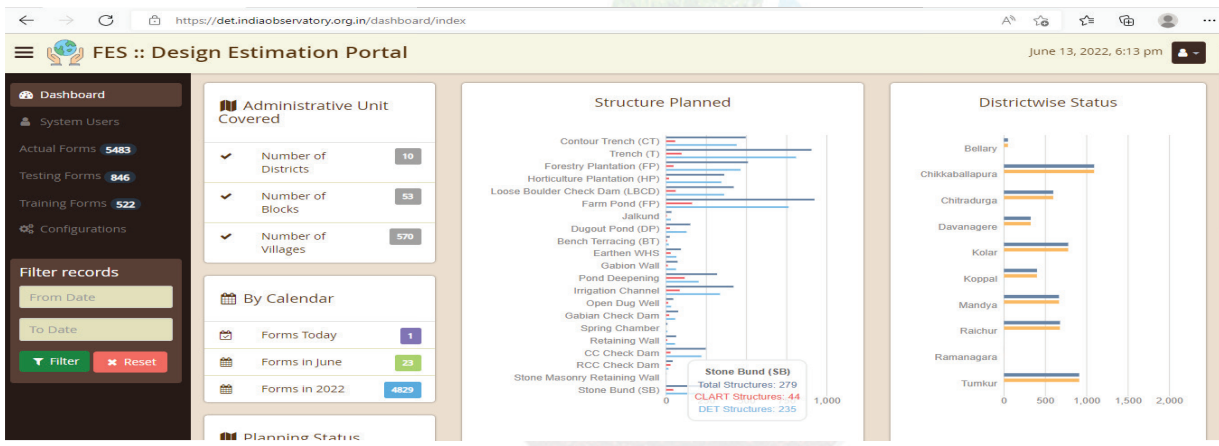 https://det.indiaobservatory.org.in/dashboard/index
FES :: Design Estimation Portal
June 13, 2022, 6:13 pm
Dashboard
System Users
Actual Forms 5483
Testing Forms 846
Training Forms 522
Configurations
Filter records
From Date
To Date
Filter
Reset
Administrative Unit
Covered
Number of
Districts
10
Number of
Blocks
53
Number of
Villages
570
By Calendar
Forms Today 1
Forms in June 23
Forms in 2022 4829
Planning Status
Structure Planned
Contour Trench (CT)
Trench (T)
Forestry Plantation (FP)
Horticulture Plantation (HP)
Loose Boulder Check Dam (LBCD)
Farm Pond (FP)
Jalkund
Dugout Pond (DP)
Bench Terracing (BT)
Earthen WHS
Gabion Wall
Pond Deepening
Irrigation Channel
Open Dug Well
Gabian Check Dam
Spring Chamber
Retaining Wall
CC Check Dam
RCC Check Dam
Stone Masonry Retaining Wall
Stone Bund (SB)
0 1,000
Stone Bund (SB)
Total Structures: 279
CLART Structures: 44
DET Structures: 235
Districtwise Status
Bellary
Chikkaballapura
Chitradurga
Davanagere
Kolar
Koppal
Mandya
Raichur
Ramanagara
Tumkur
0 500 1,000 1,500 2,000